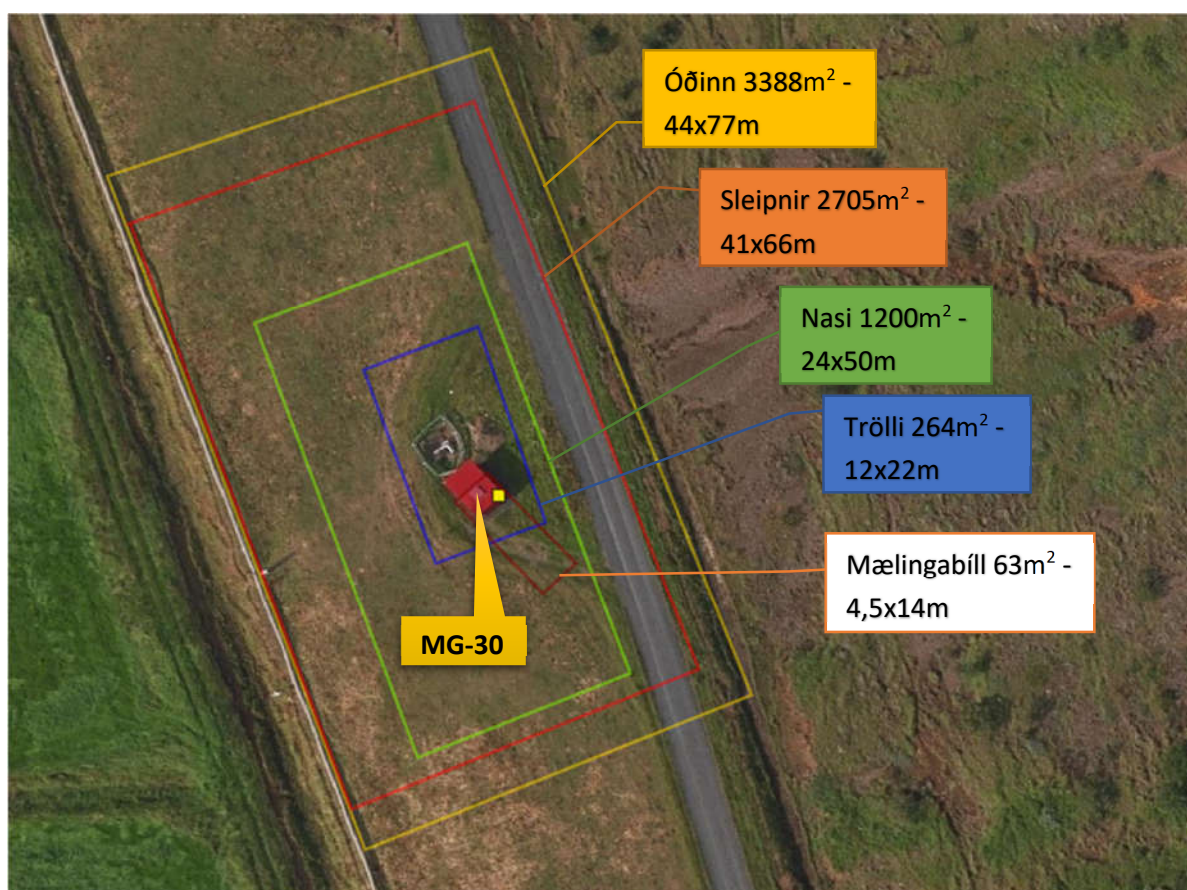 Óðinn 3388m² -
44x77m
Sleipnir 2705m² -
41x66m
Nasi 1200m² -
24x50m
Trölli 264m² -
12x22m
Mælingabíll 63m² -
4,5x14m
MG-30